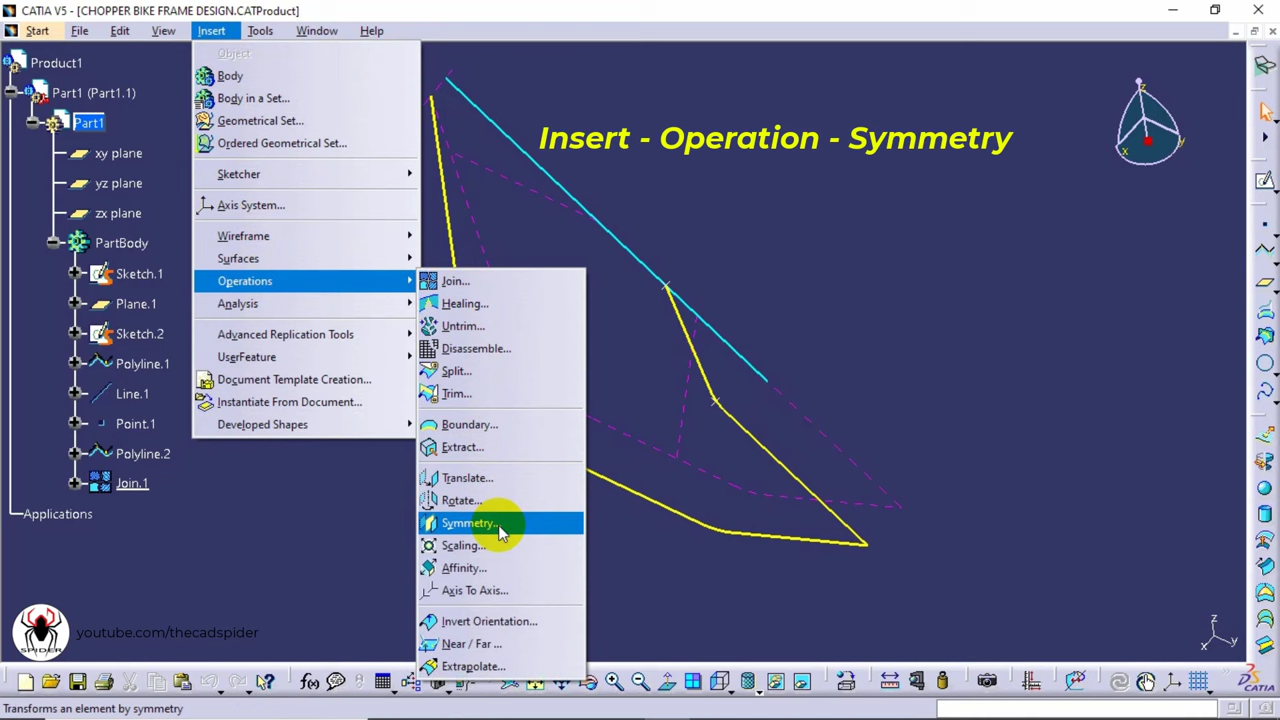 CATIA V5 - [CHOPPER BIKE FRAME DESIGN.CATProduct]
Start File Edit View Insert Tools Window Help
Product1
Part1 (Part1.1)
Part1
xy plane
yz plane
zx plane
PartBody
Sketch.1
Plane.1
Sketch.2
Polyline.1
Line.1
Point.1
Polyline.2
Join.1
Applications
Object
Body
Body in a Set...
Geometrical Set...
Ordered Geometrical Set...
Sketcher
Axis System...
Wireframe
Surfaces
Operations
Analysis
Advanced Replication Tools
UserFeature
Document Template Creation...
Instantiate From Document...
Developed Shapes
Join...
Healing...
Untrim...
Disassemble...
Split...
Trim...
Boundary...
Extract...
Translate...
Rotate...
Symmetry...
Scaling...
Affinity...
Axis To Axis...
Invert Orientation...
Near / Far ...
Extrapolate...
Insert - Operation - Symmetry
z
x
y
z
x
y
SPIDER
youtube.com/thecadspider
f(x)
CATIA
Transforms an element by symmetry